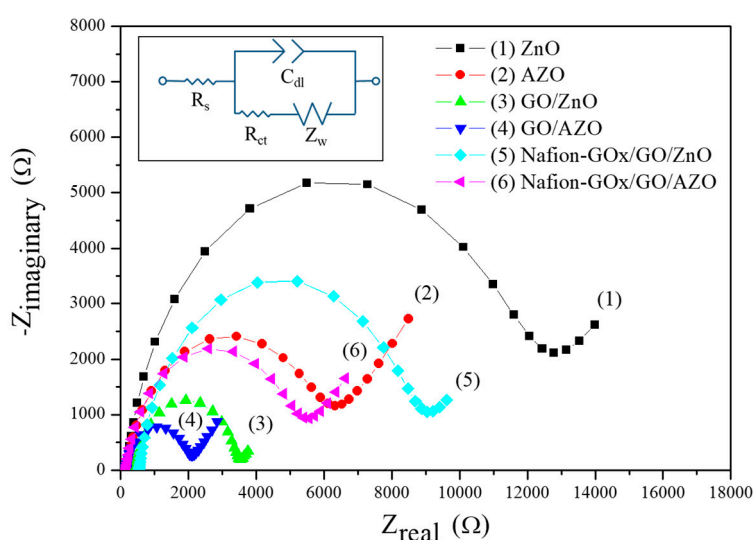 8000
7000
6000
5000
4000
3000
2000
1000
0
-Zimaginary (Ω)
Cdl
Rs
Rct
Zw
(1) ZnO
(2) AZO
(3) GO/ZnO
(4) GO/AZO
(5) Nafion-GOx/GO/ZnO
(6) Nafion-GOx/GO/AZO
(1)
(2)
(6)
(5)
(4)
(3)
0 2000 4000 6000 8000 10000 12000 14000 16000 18000
Zreal (Ω)